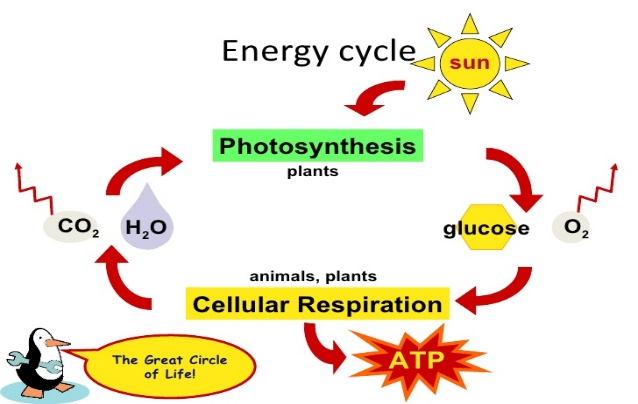 Energy cycle
sun
Photosynthesis
plants
CO₂
H₂O
glucose
O₂
animals, plants
Cellular Respiration
ATP
The Great Circle
of Life!